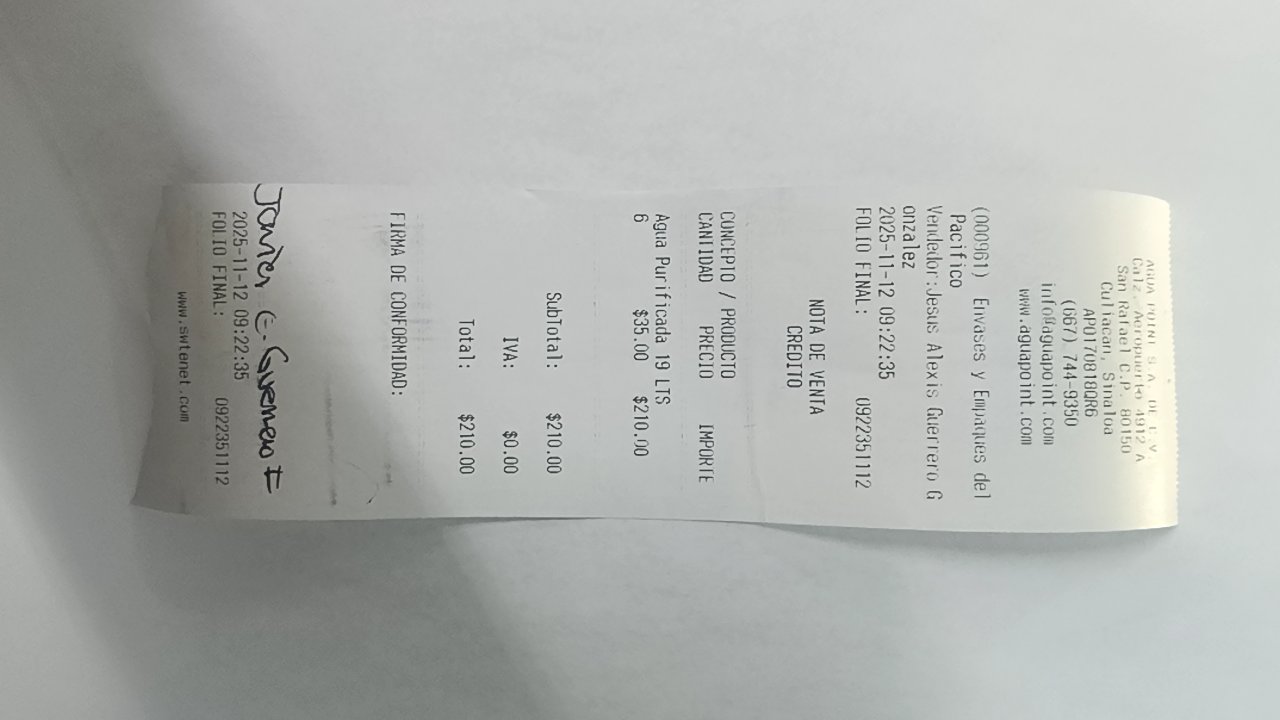 AGUA POINT S.A. DE C.V.
Calz. Aeropuerto 4912 A
San Rafael C.P. 80150
Culiacan, Sinaloa
APO170818QR6
(667) 744-9350
info@aguapoint.com
www.aguapoint.com
(000961) Envases y Empaques del
Pacifico
Vendedor:Jesus Alexis Guerrero G
onzalez
2025-11-12 09:22:35
FOLIO FINAL: 0922351112
NOTA DE VENTA
CREDITO
CONCEPTO / PRODUCTO
CANTIDAD PRECIO IMPORTE
Agua Purificada 19 LTS
6 $35.00 $210.00
SubTotal: $210.00
IVA: $0.00
Total: $210.00
FIRMA DE CONFORMIDAD:
Javier G. Guerrero F
2025-11-12 09:22:35
FOLIO FINAL: 0922351112
www.swtenet.com